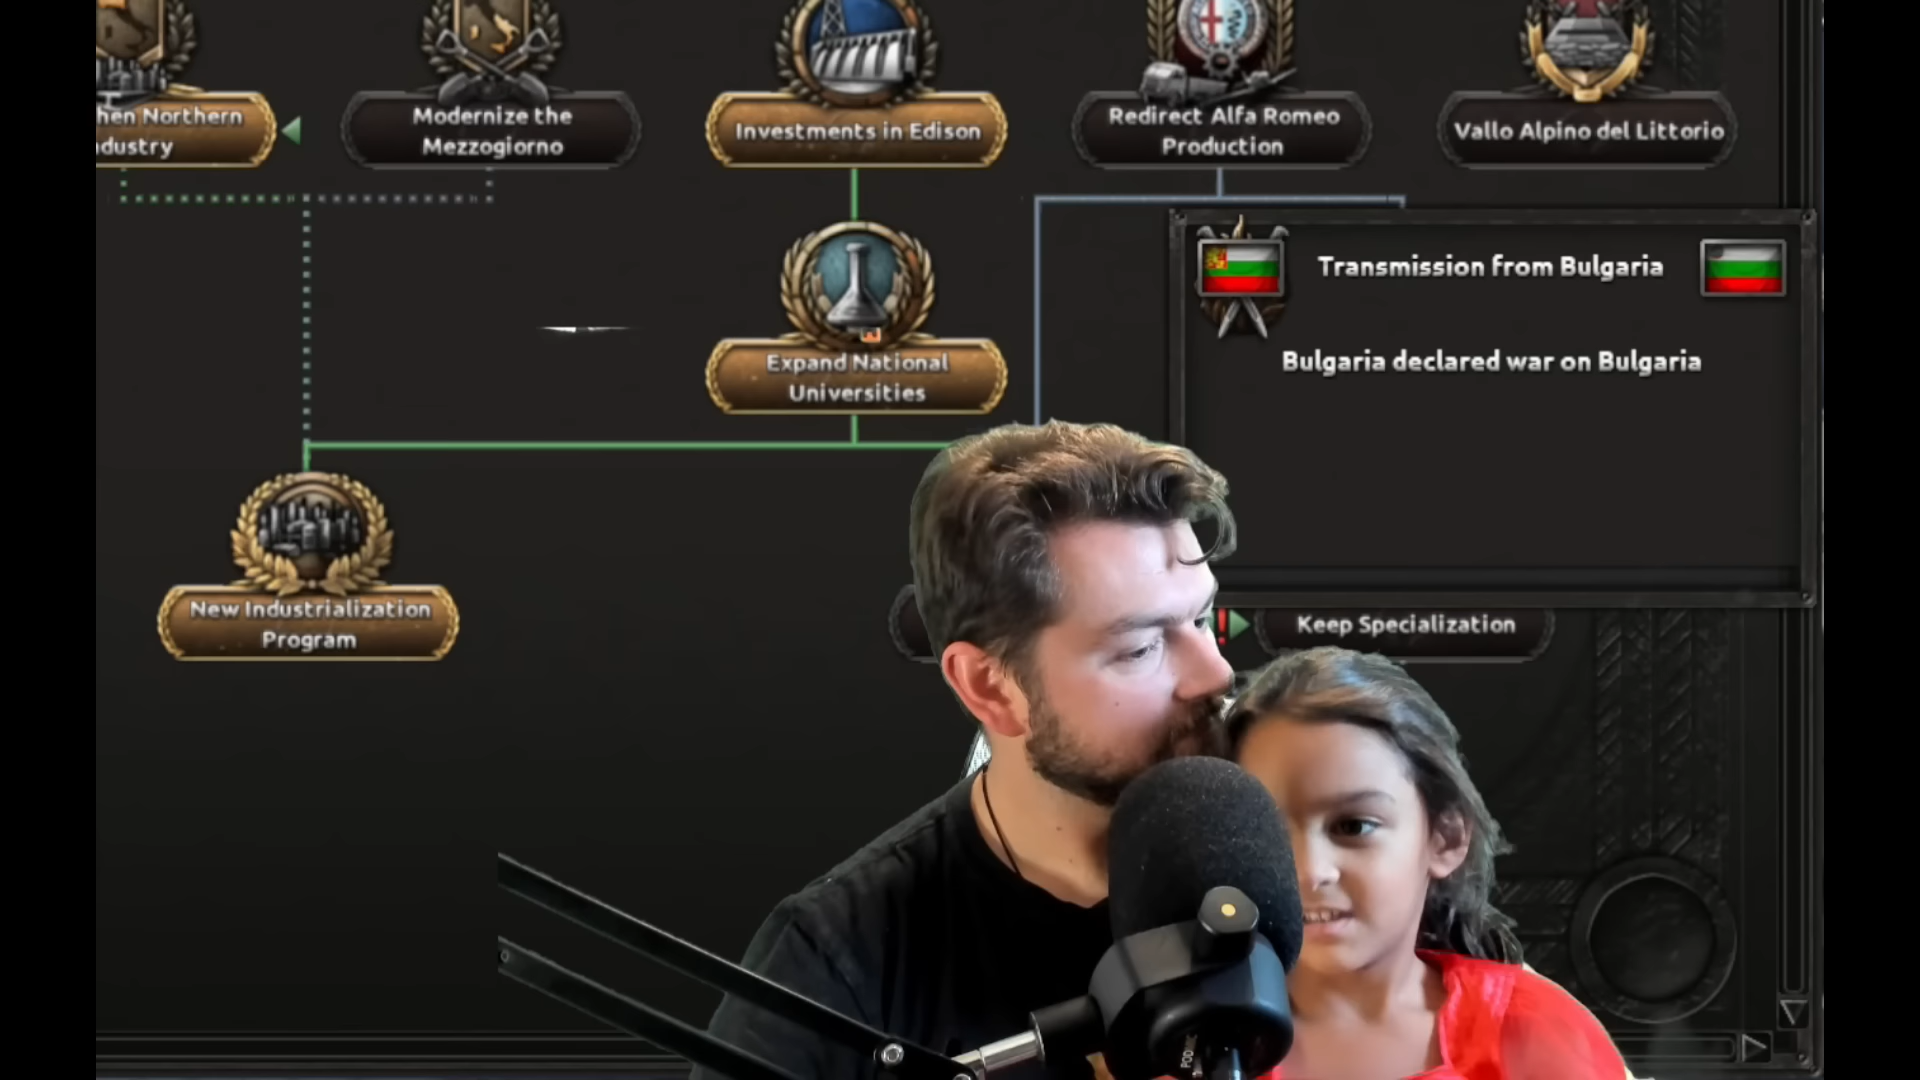 hen Northern
dustry
Modernize the
Mezzogiorno
Investments in Edison
Redirect Alfa Romeo
Production
Vallo Alpino del Littorio
Transmission from Bulgaria
Bulgaria declared war on Bulgaria
Expand National
Universities
New Industrialization
Program
Keep Specialization